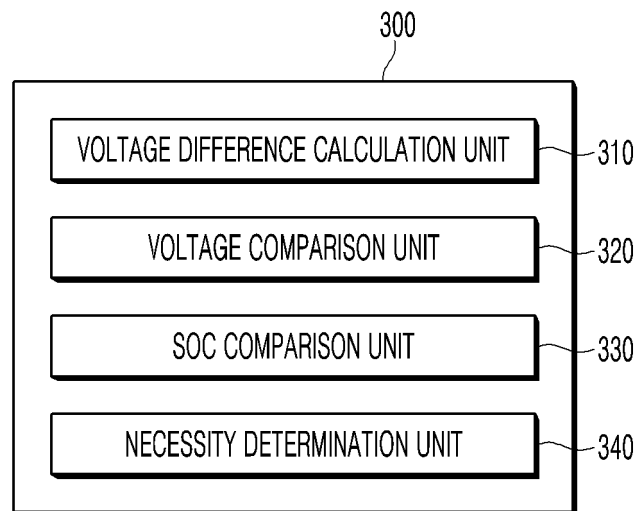 300
VOLTAGE DIFFERENCE CALCULATION UNIT 310
VOLTAGE COMPARISON UNIT 320
SOC COMPARISON UNIT 330
NECESSITY DETERMINATION UNIT 340